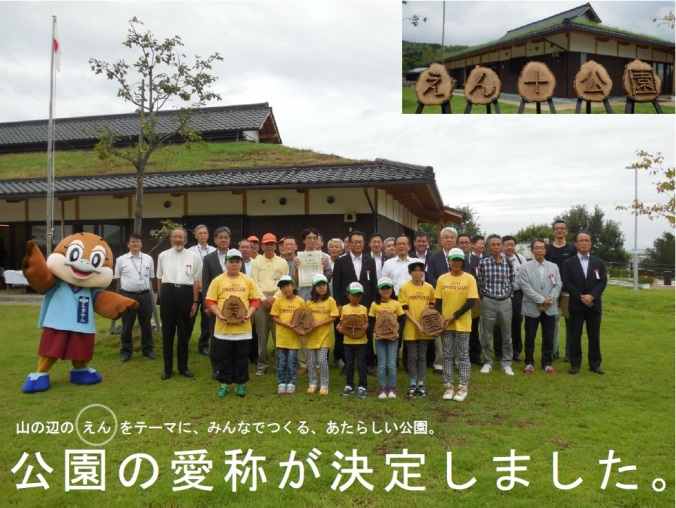 えん十公園
山の辺の えん をテーマに、みんなでつくる、あたらしい公園。
公園の愛称が決定しました。